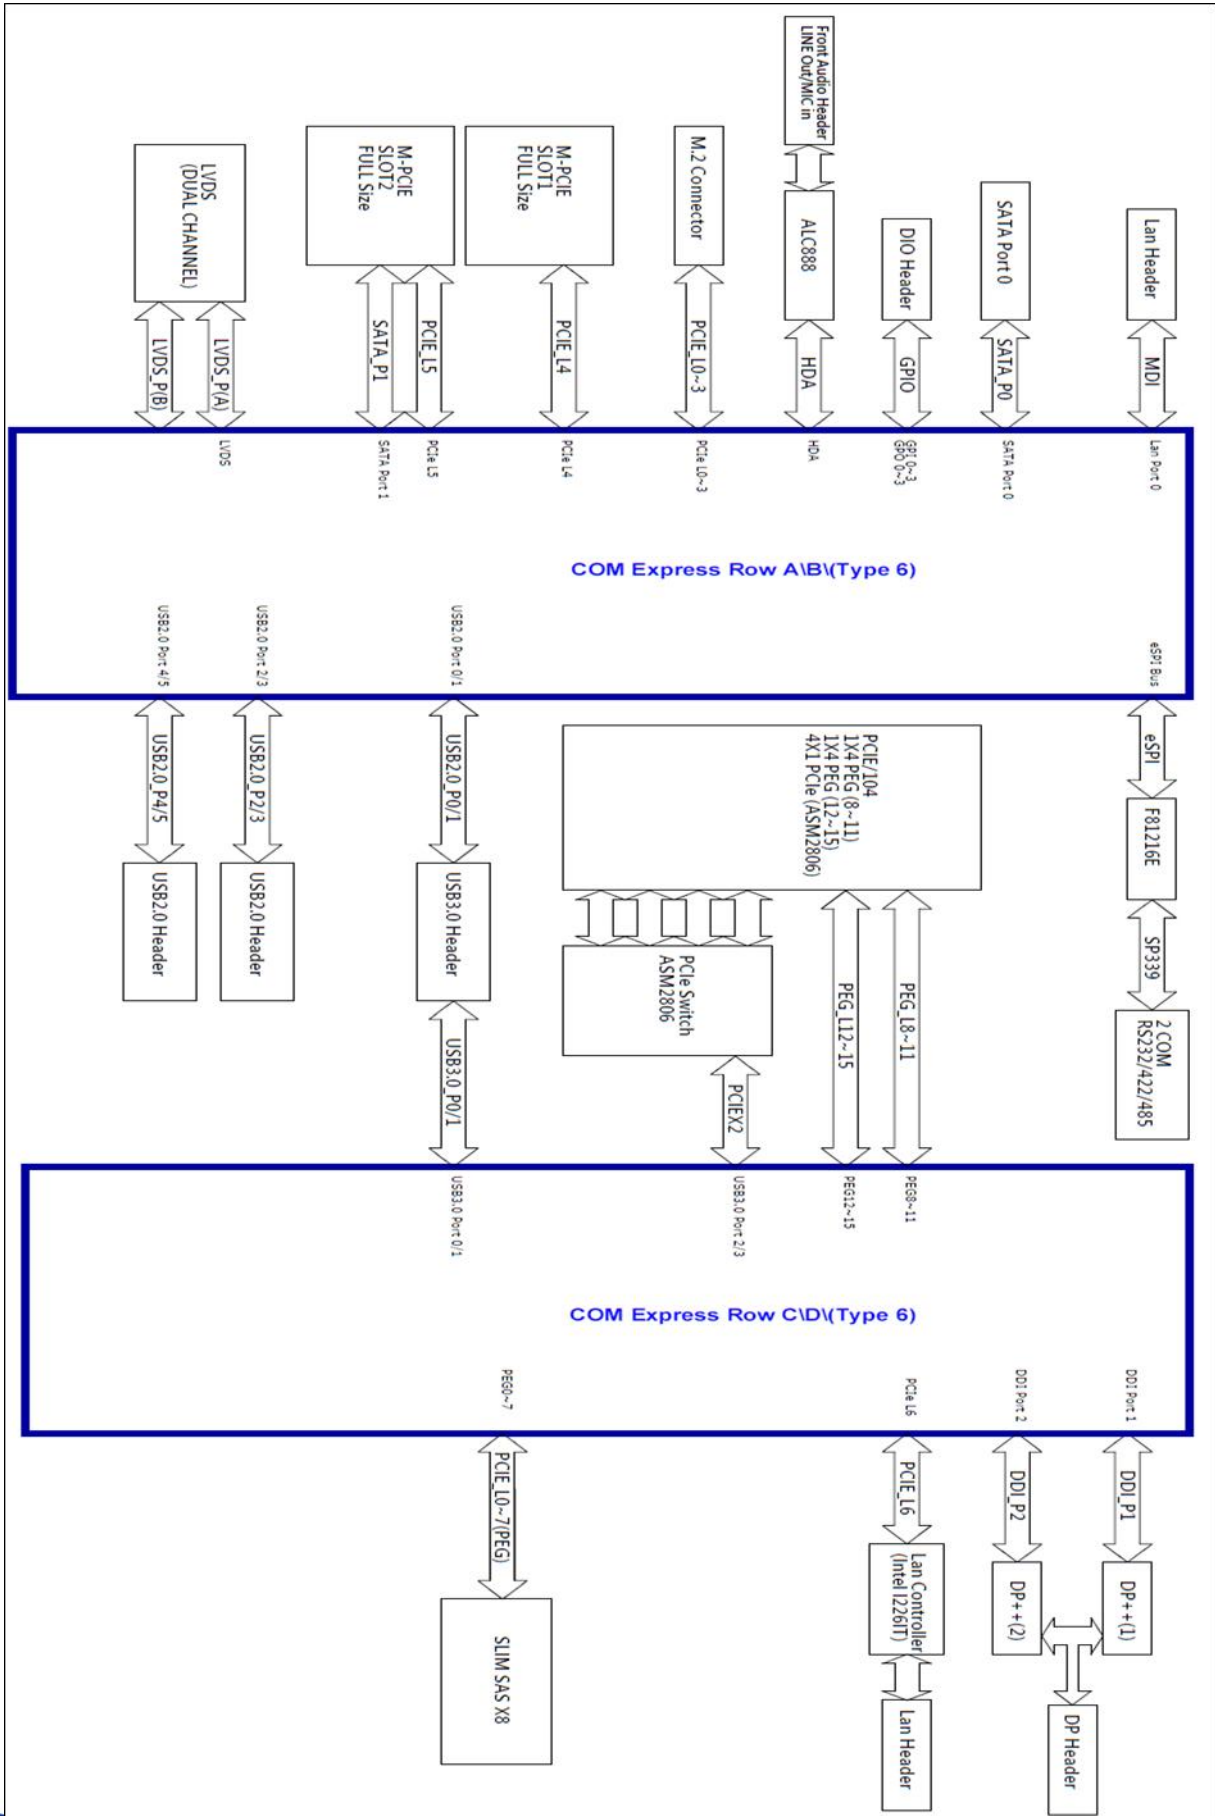 Front Audio Header
LINE Out/MIC in
LVDS
(DUAL CHANNEL)
M-PCIE
SLOT2
FULL Size
M-PCIE
SLOT1
FULL Size
M.2 Connector
ALC888
DIO Header
SATA Port 0
Lan Header
LVDS_P(B)
LVDS_P(A)
SATA_P1
PCIE_L5
PCIE_L4
PCIE_L0~3
HDA
GPIO
SATA_P0
MDI
LVDS
SATA Port 1
PCIe L5
PCIe L4
PCIe L0~3
HDA
GPI 0~3
GPO 0~3
SATA Port 0
Lan Port 0
COM Express Row A\B\(Type 6)
USB2.0 Port 4/5
USB2.0 Port 2/3
USB2.0 Port 0/1
eSPI Bus
USB2.0_P4/5
USB2.0_P2/3
USB2.0_P0/1
PCIE/104
1X4 PEG (8~11)
1X4 PEG (12~15)
4X1 PCIe (ASM2806)
eSPI
F81216E
USB2.0 Header
USB2.0 Header
USB3.0 Header
PCIe Switch
ASM2806
SP339
2 COM
RS232/422/485
USB3.0_P0/1
PCIEX2
PEG_L12~15
PEG_L8~11
USB3.0 Port 0/1
USB3.0 Port 2/3
PEG12~15
PEG8~11
COM Express Row C\D\(Type 6)
PEG0~7
PCIe L6
DDI Port 2
DDI Port 1
PCIE_L0~7(PEG)
PCIE_L6
DDI_P2
DDI_P1
SLIM SAS X8
Lan Controller
(Intel I226IT)
DP++(2)
DP++(1)
Lan Header
DP Header